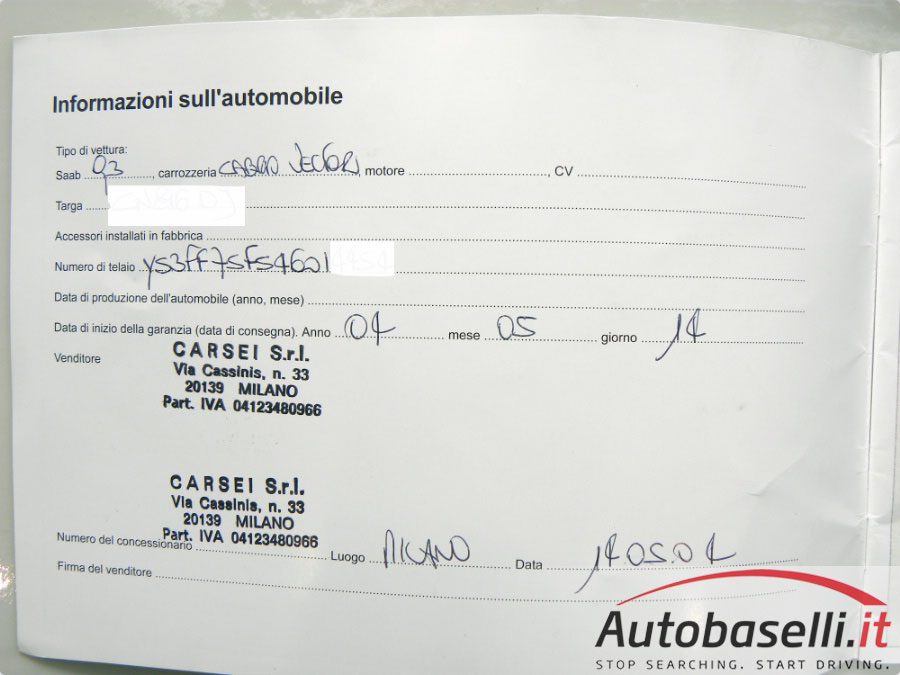 Informazioni sull'automobile
Tipo di vettura:
Saab 93, carrozzeria CABRIO VECTOR, motore, CV
Targa
Accessori installati in fabbrica
Numero di telaio YS3FF75FS4601
Data di produzione dell'automobile (anno, mese)
Data di inizio della garanzia (data di consegna). Anno 04 mese 05 giorno 14
Venditore
CARSEI S.r.l.
Via Cassinis, n. 33
20139 MILANO
Part. IVA 04123480966
CARSEI S.r.l.
Via Cassinis, n. 33
20139 MILANO
Part. IVA 04123480966
Numero del concessionario Luogo MILANO Data 14.05.04
Firma del venditore
Autobaselli.it
STOP SEARCHING. START DRIVING.